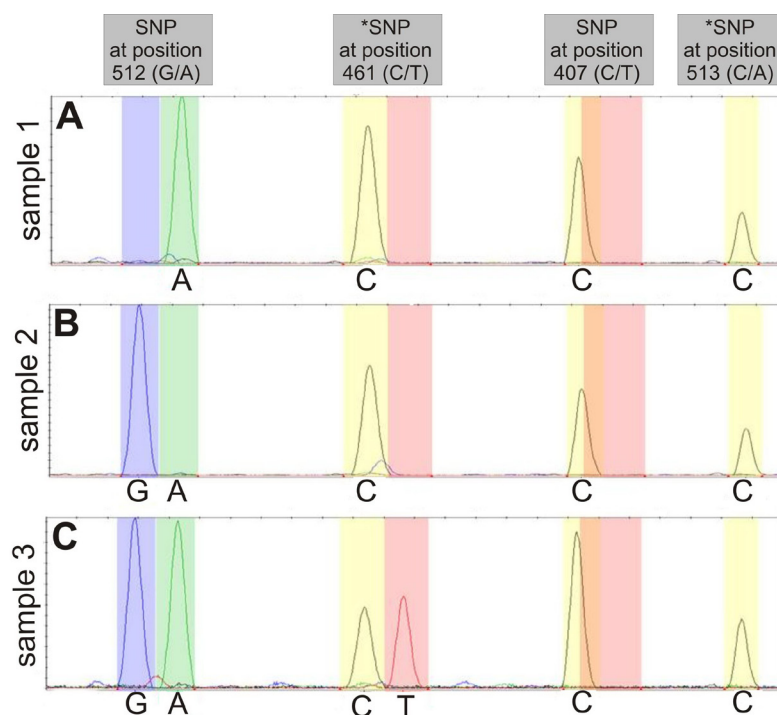 SNP
at position
512 (G/A)
*SNP
at position
461 (C/T)
SNP
at position
407 (C/T)
*SNP
at position
513 (C/A)
sample 1
A
A
C
C
C
sample 2
B
G
A
C
C
C
sample 3
C
G
A
C
T
C
C